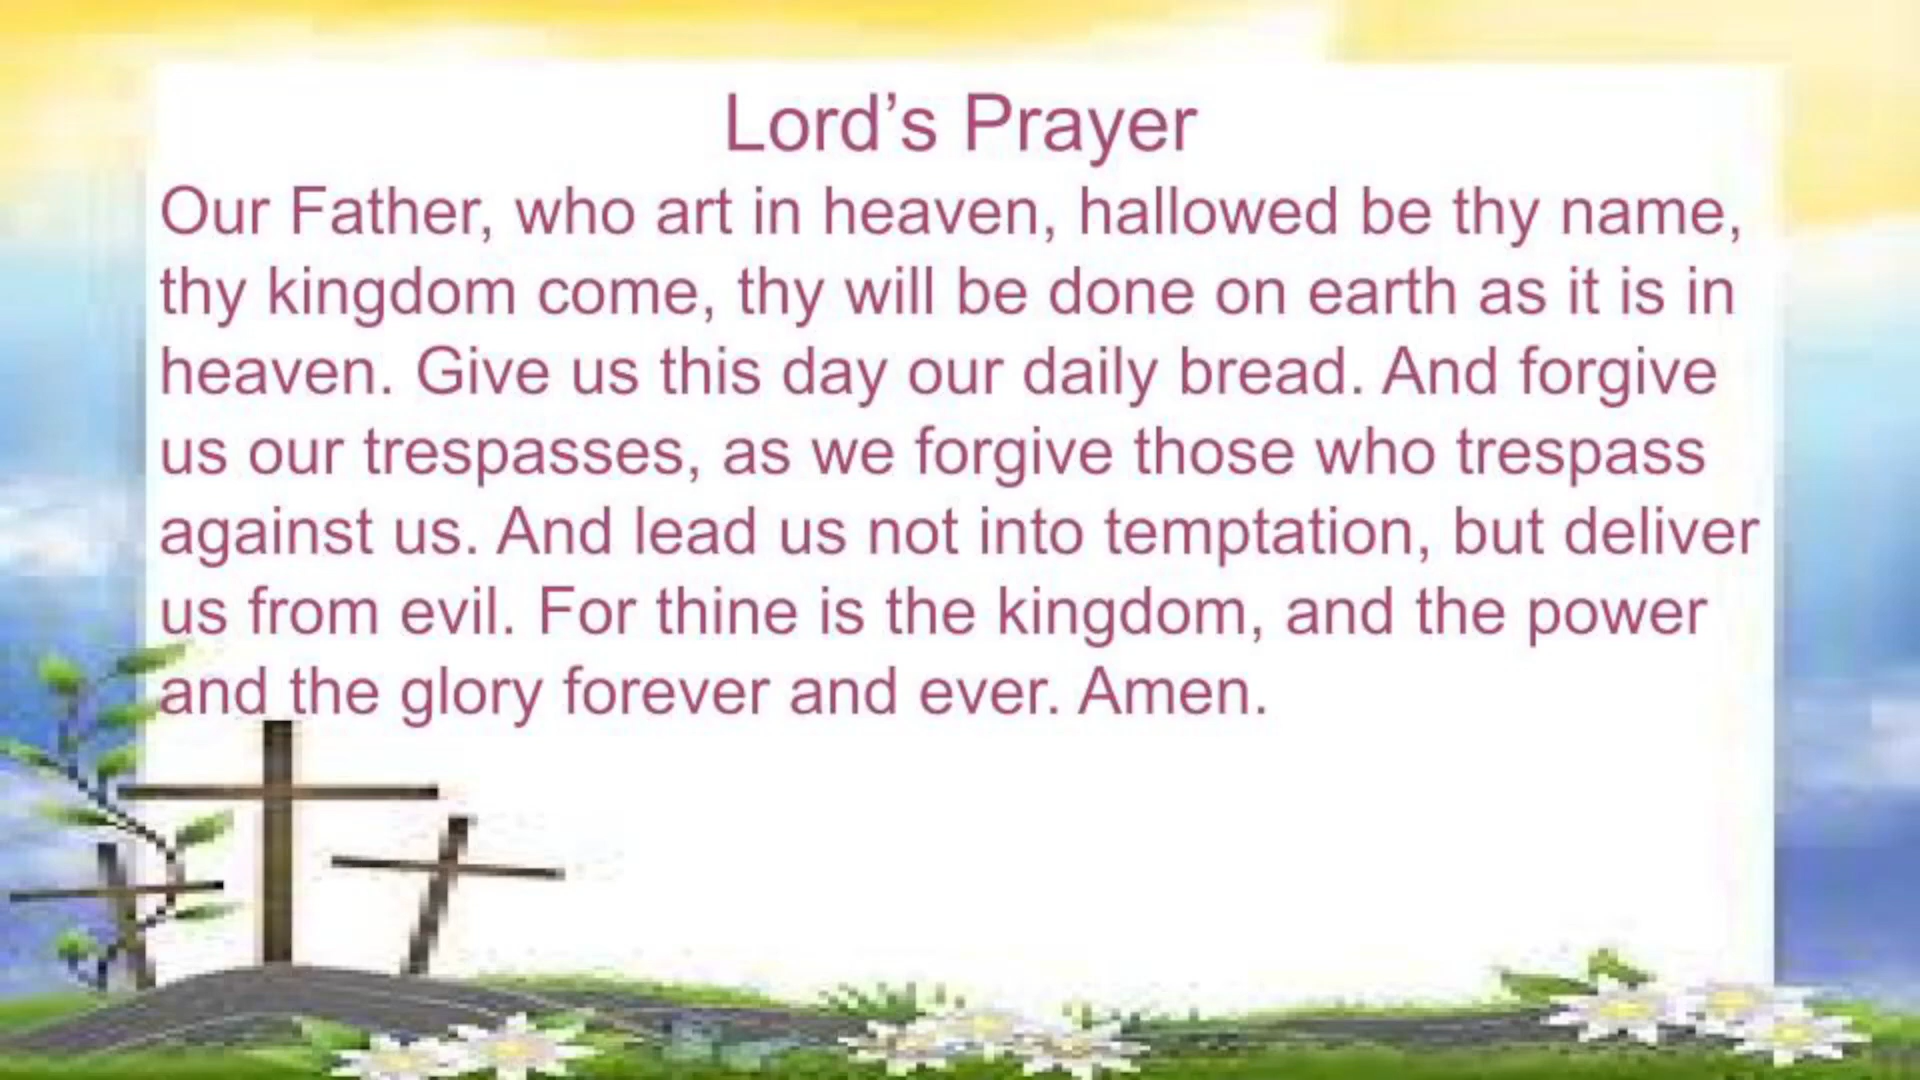 Lord’s Prayer
Our Father, who art in heaven, hallowed be thy name,
thy kingdom come, thy will be done on earth as it is in
heaven. Give us this day our daily bread. And forgive
us our trespasses, as we forgive those who trespass
against us. And lead us not into temptation, but deliver
us from evil. For thine is the kingdom, and the power
and the glory forever and ever. Amen.